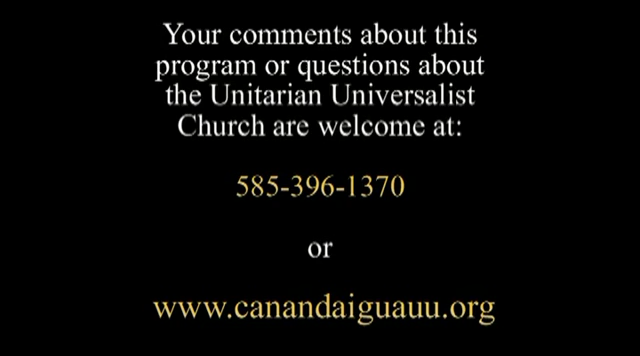 Your comments about this
program or questions about
the Unitarian Universalist
Church are welcome at:
585-396-1370
or
www.canandaiguauu.org